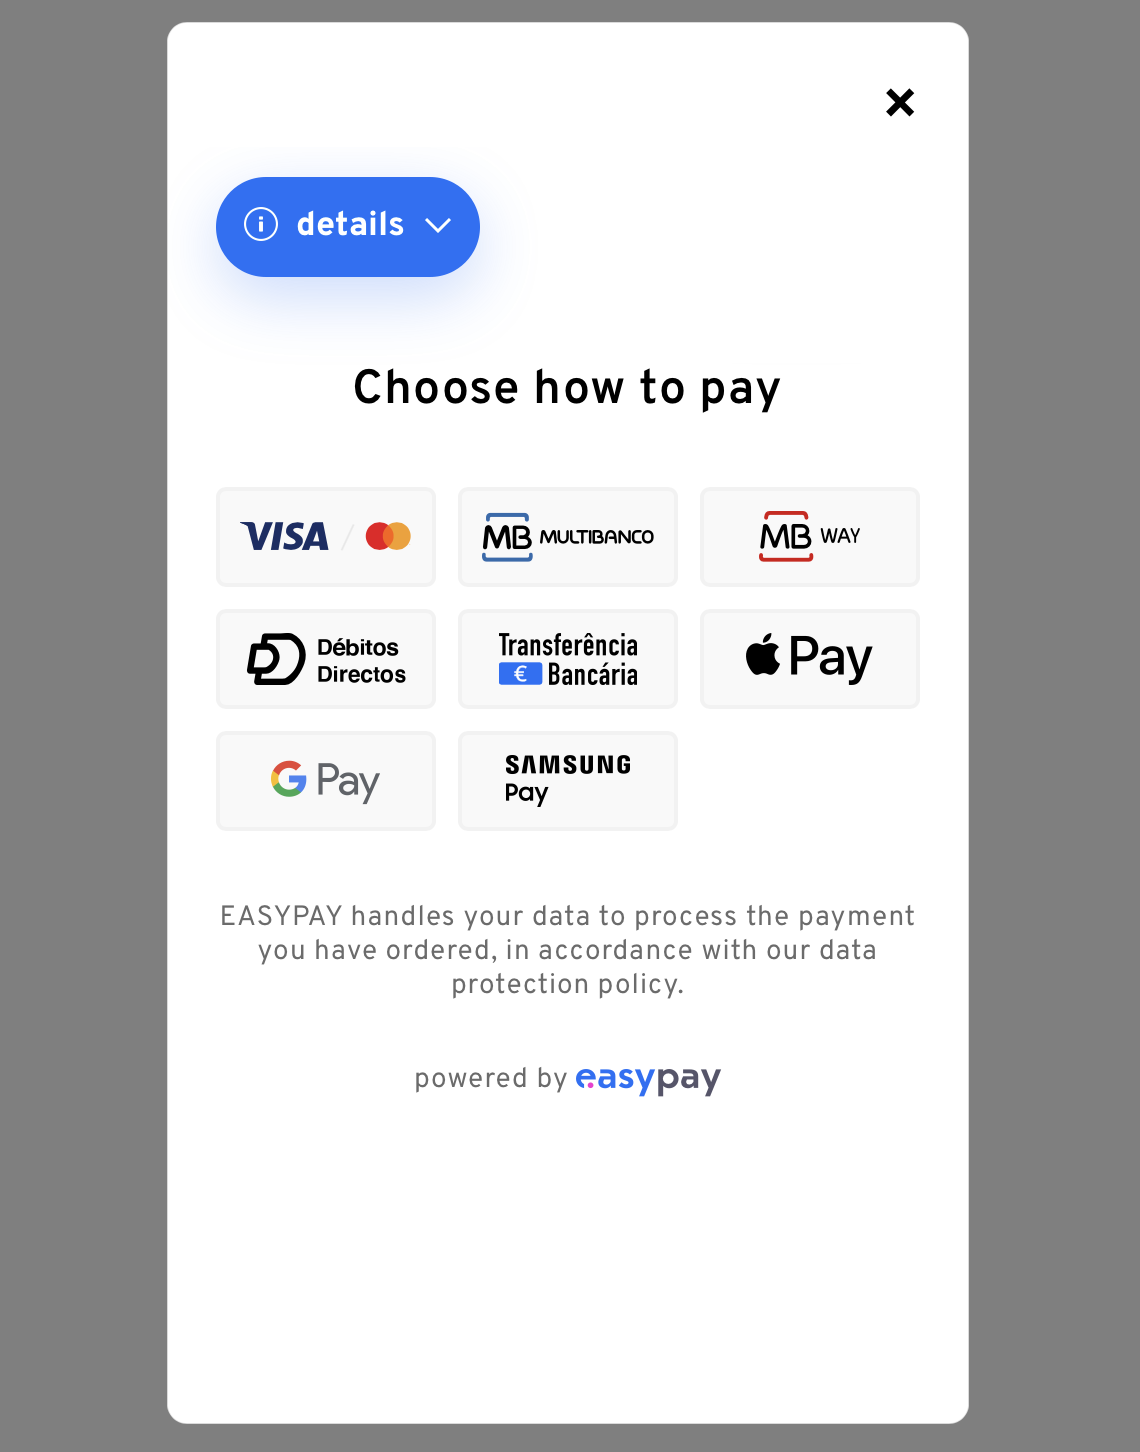 details
Choose how to pay
VISA
MB MULTIBANCO
MB WAY
Débitos
Directos
Transferência
€ Bancária
Pay
G Pay
SAMSUNG
Pay
EASYPAY handles your data to process the payment
you have ordered, in accordance with our data
protection policy.
powered by easypay